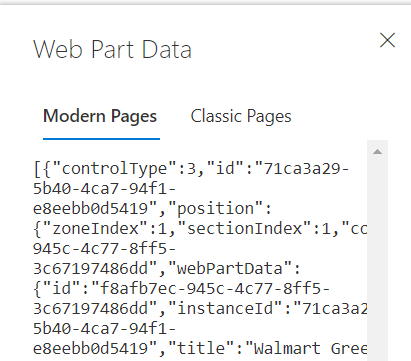 Web Part Data
Modern Pages Classic Pages
[{"controlType":3,"id":"71ca3a29-
5b40-4ca7-94f1-
e8eebb0d5419","position":
{"zoneIndex":1,"sectionIndex":1,"co
945c-4c77-8ff5-
3c67197486dd","webPartData":
{"id":"f8afb7ec-945c-4c77-8ff5-
3c67197486dd","instanceId":"71ca3a2
5b40-4ca7-94f1-
e8eebb0d5419","title":"Walmart Gree